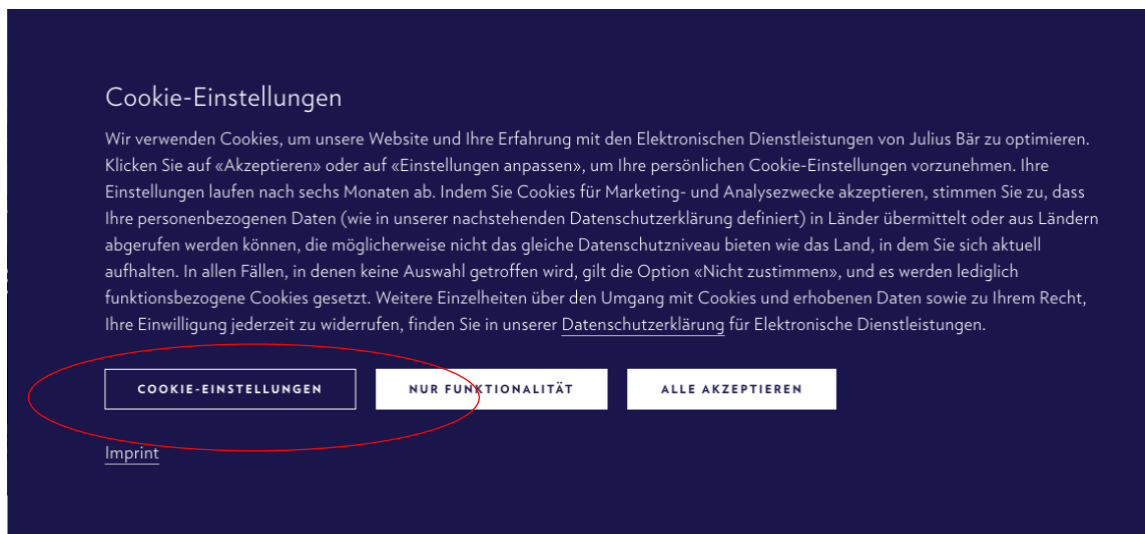 Cookie-Einstellungen
Wir verwenden Cookies, um unsere Website und Ihre Erfahrung mit den Elektronischen Dienstleistungen von Julius Bär zu optimieren.
Klicken Sie auf «Akzeptieren» oder auf «Einstellungen anpassen», um Ihre persönlichen Cookie-Einstellungen vorzunehmen. Ihre
Einstellungen laufen nach sechs Monaten ab. Indem Sie Cookies für Marketing- und Analysezwecke akzeptieren, stimmen Sie zu, dass
Ihre personenbezogenen Daten (wie in unserer nachstehenden Datenschutzerklärung definiert) in Länder übermittelt oder aus Ländern
abgerufen werden können, die möglicherweise nicht das gleiche Datenschutzniveau bieten wie das Land, in dem Sie sich aktuell
aufhalten. In allen Fällen, in denen keine Auswahl getroffen wird, gilt die Option «Nicht zustimmen», und es werden lediglich
funktionsbezogene Cookies gesetzt. Weitere Einzelheiten über den Umgang mit Cookies und erhobenen Daten sowie zu Ihrem Recht,
Ihre Einwilligung jederzeit zu widerrufen, finden Sie in unserer Datenschutzerklärung für Elektronische Dienstleistungen.
COOKIE-EINSTELLUNGEN NUR FUNKTIONALITÄT ALLE AKZEPTIEREN
Imprint